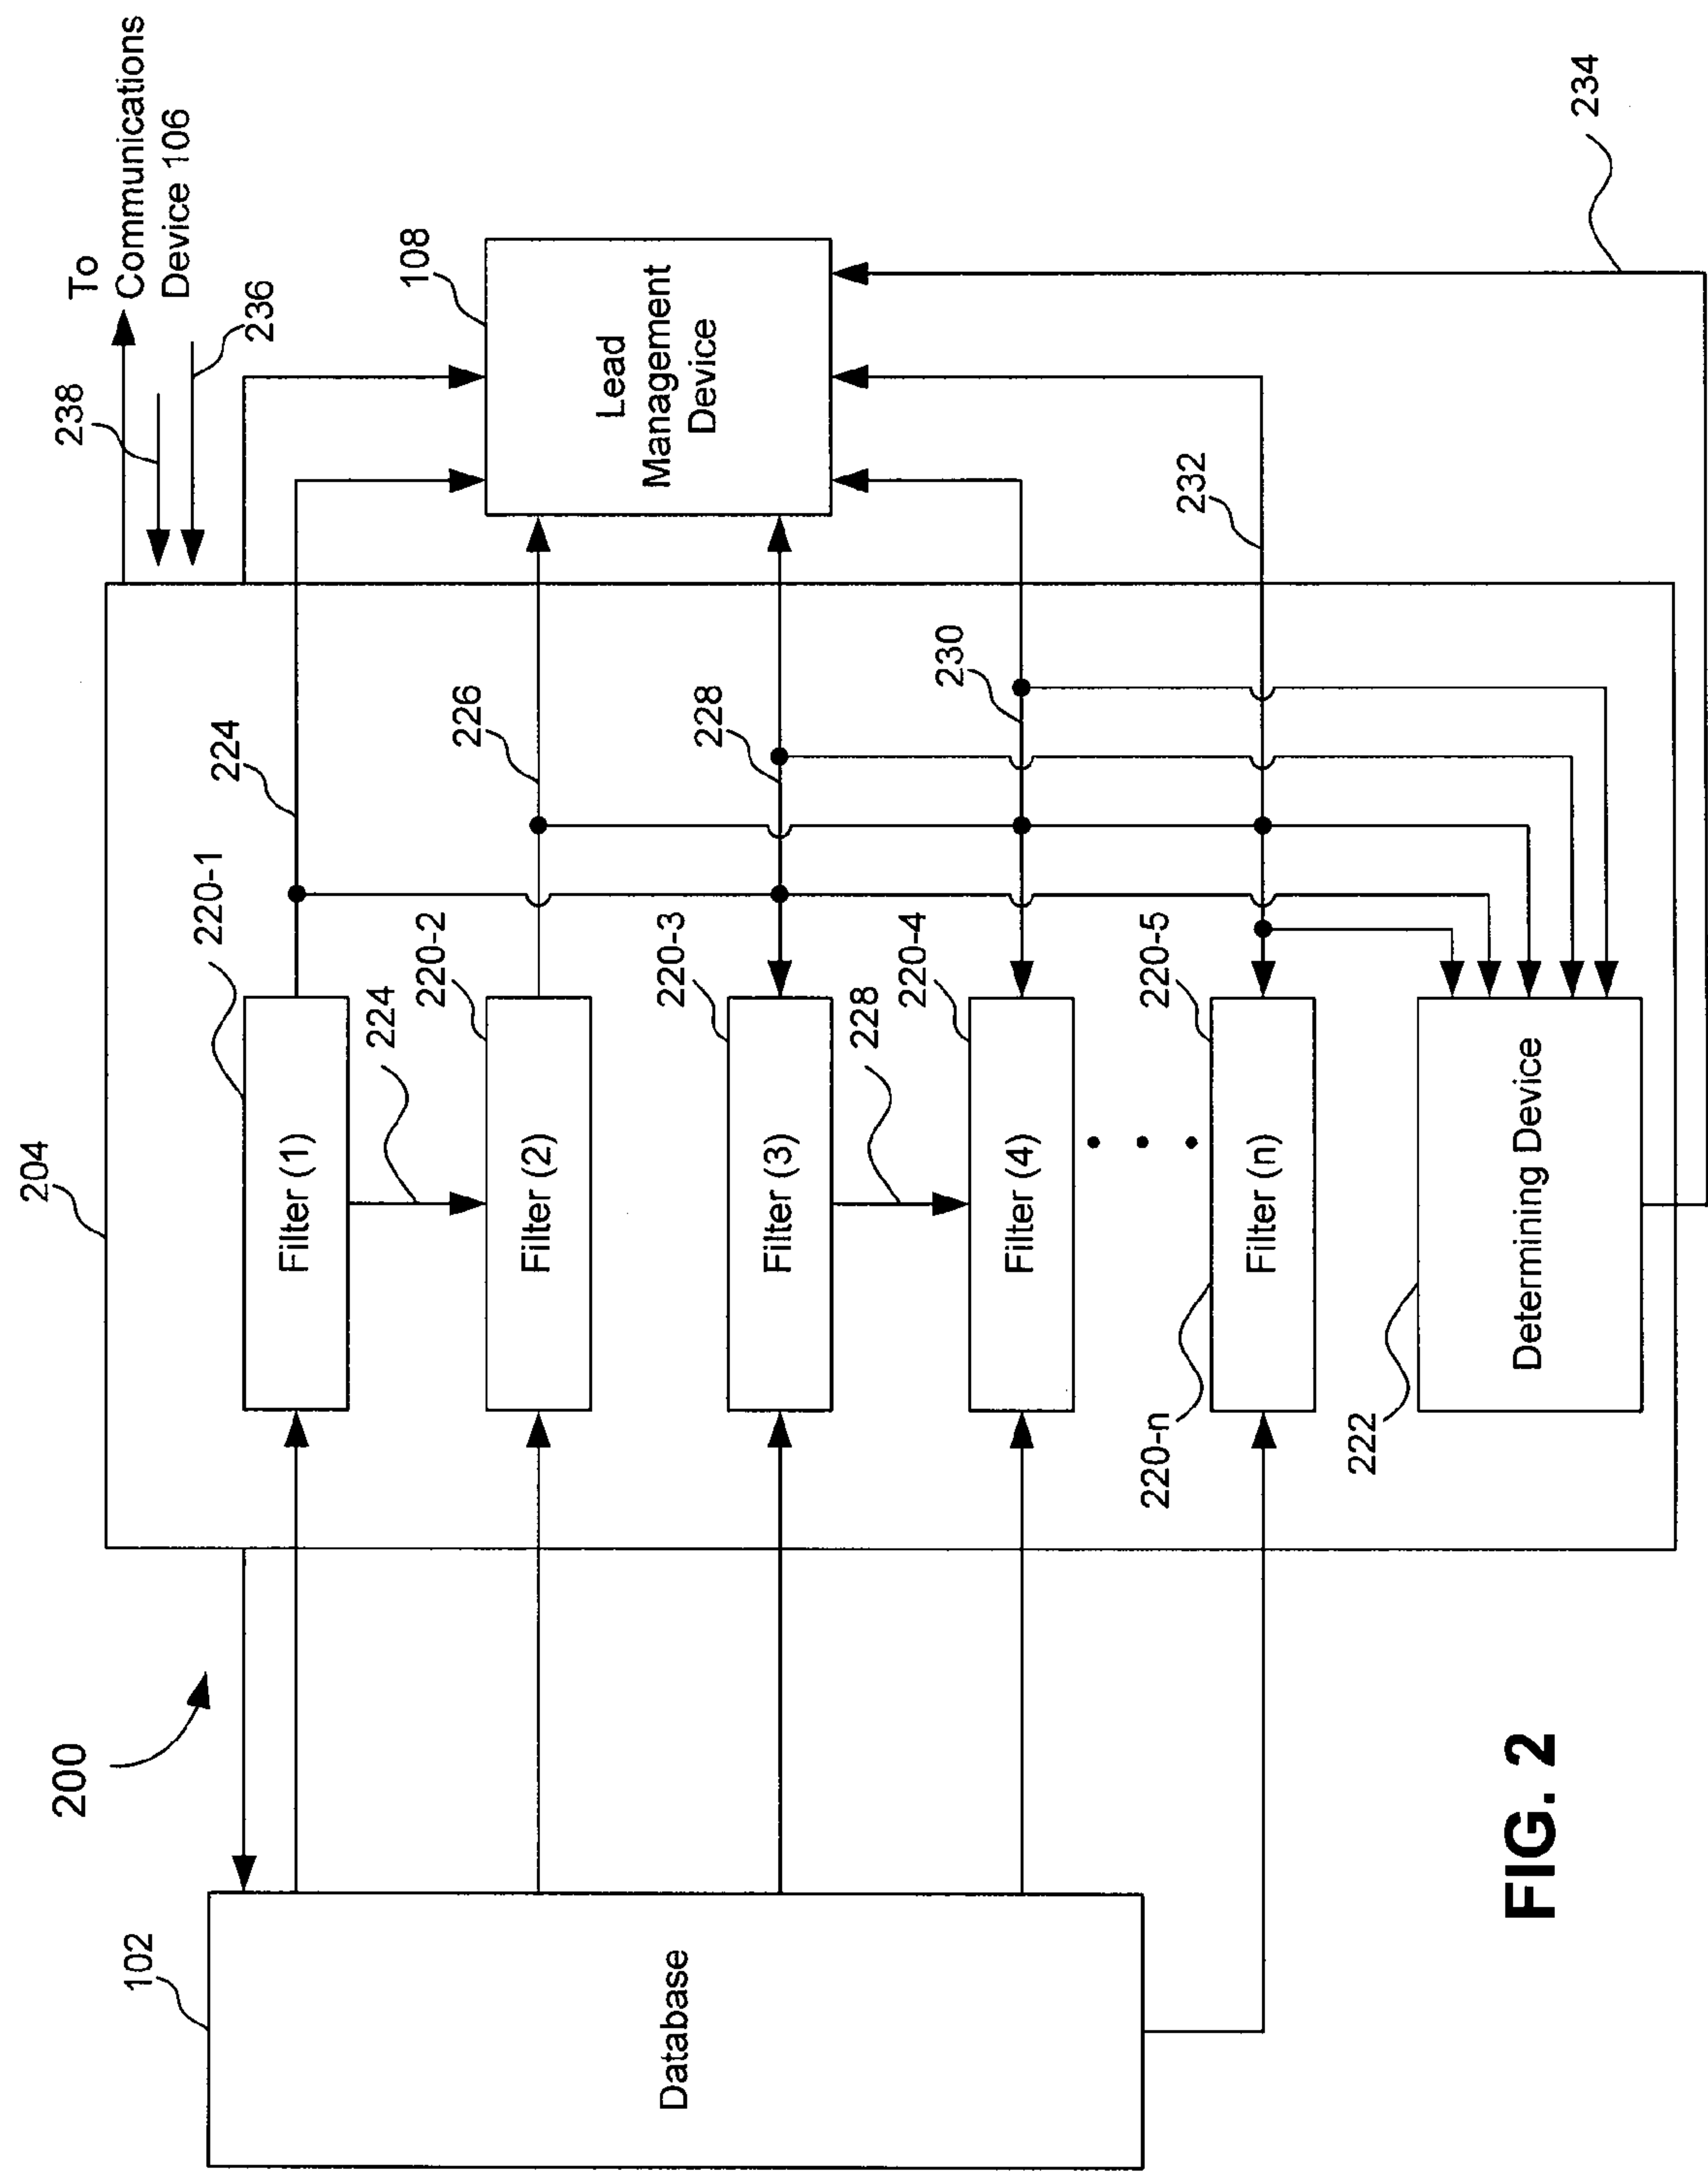 200
204
To
Communications
Device 106
238
236
102
Database
220-1
Filter (1)
224
224
220-2
Filter (2)
226
108
Lead
Management
Device
220-3
Filter (3)
228
228
220-4
Filter (4)
230
220-n
220-5
Filter (n)
232
222
Determining Device
234
FIG. 2